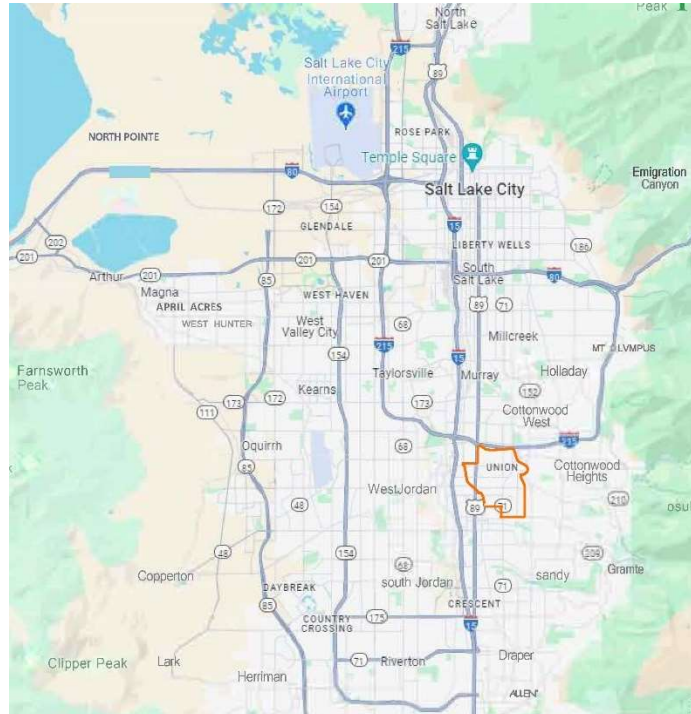 Peak
North
Salt Lake
215
Salt Lake City
International
Airport
89
NORTH POINTE
ROSE PARK
Temple Square
80
Salt Lake City
Emigration
Canyon
172
154
GLENDALE
15
LIBERTY WELLS
186
202
201
201
201
201
85
South
Salt Lake
80
Arthur
Magna
APRIL ACRES
WEST HUNTER
WEST HAVEN
West
Valley City
89
71
68
Millcreek
154
215
15
MT OLVMPUS
Farnsworth
Peak
Taylorsville
Murray
Holladay
Kearns
152
111
173
172
173
Cottonwood
West
Oquirrh
68
215
85
UNION
Cottonwood
Heights
WestJordan
48
89
71
210
48
154
209
Copperton
68
Granite
DAYBREAK
south Jordan
sandy
71
85
CRESCENT
COUNTRY
CROSSING
175
15
Clipper Peak
Lark
71
Riverton
Draper
Herriman